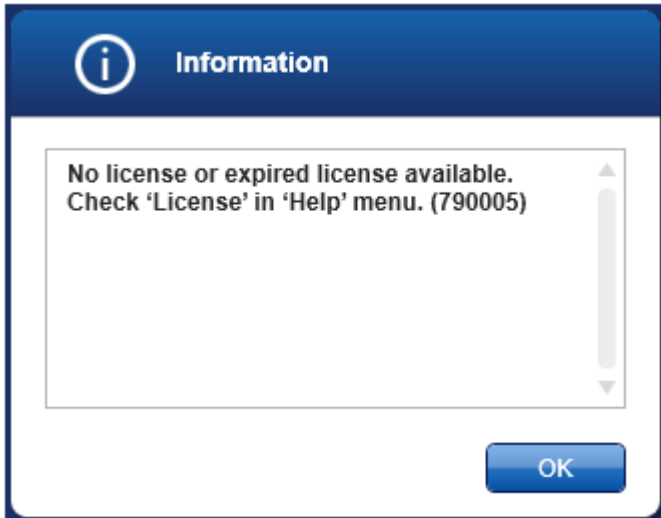 Information
No license or expired license available.
Check ‘License’ in ‘Help’ menu. (790005)
OK